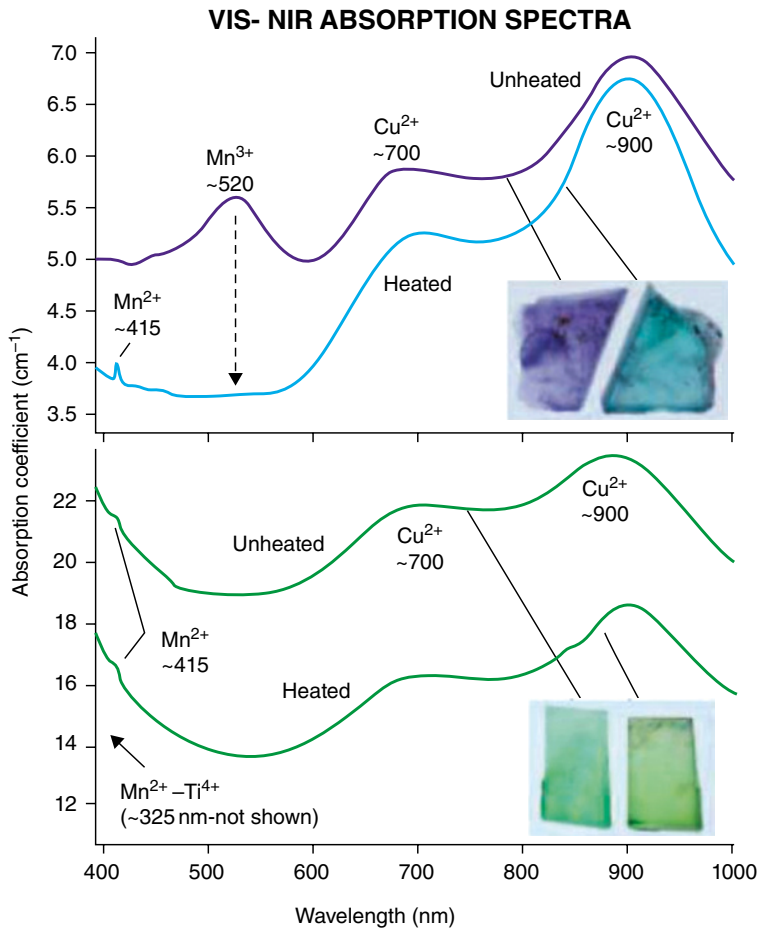 VIS- NIR ABSORPTION SPECTRA
7.0
6.5
6.0
5.5
5.0
4.5
4.0
3.5
Unheated
Cu²⁺
~900
Cu²⁺
~700
Mn³⁺
~520
Heated
Mn²⁺
~415
Absorption coefficient (cm⁻¹)
22
20
18
16
14
12
Unheated
Cu²⁺
~700
Cu²⁺
~900
Mn²⁺
~415
Heated
Mn²⁺ –Ti⁴⁺
(~325 nm-not shown)
400 500 600 700 800 900 1000
Wavelength (nm)